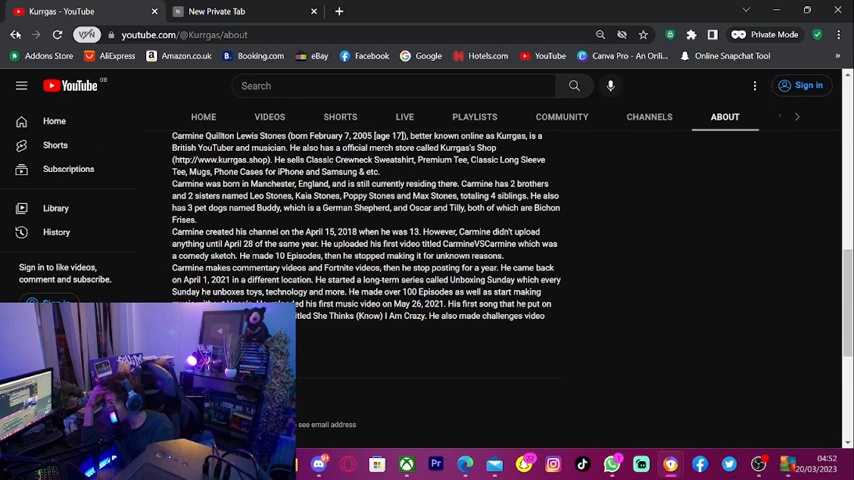 Kurrgas - YouTube
New Private Tab
VPN
youtube.com/@Kurrgas/about
Private Mode
Addons Store
AliExpress
Amazon.co.uk
Booking.com
eBay
Facebook
Google
Hotels.com
YouTube
Canva Pro - An Onli...
Online Snapchat Tool
YouTube GB
Search
Sign in
Home
Shorts
Subscriptions
Library
History
Sign in to like videos,
comment and subscribe.
HOME VIDEOS SHORTS LIVE PLAYLISTS COMMUNITY CHANNELS ABOUT
Carmine Quillton Lewis Stones (born February 7, 2005 [age 17]), better known online as Kurrgas, is a
British YouTuber and musician. He also has a official merch store called Kurrgas's Shop
(http://www.kurrgas.shop). He sells Classic Crewneck Sweatshirt, Premium Tee, Classic Long Sleeve
Tee, Mugs, Phone Cases for iPhone and Samsung & etc.
Carmine was born in Manchester, England, and is still currently residing there. Carmine has 2 brothers
and 2 sisters named Leo Stones, Kaia Stones, Poppy Stones and Max Stones, totaling 4 siblings. He also
has 3 pet dogs named Buddy, which is a German Shepherd, and Oscar and Tilly, both of which are Bichon
Frises.
Carmine created his channel on the April 15, 2018 when he was 13. However, Carmine didn't upload
anything until April 28 of the same year. He uploaded his first video titled CarmineVSCarmine which was
a comedy sketch. He made 10 Episodes, then he stopped making it for unknown reasons.
Carmine makes commentary videos and Fortnite videos, then he stop posting for a year. He came back
on April 1, 2021 in a different location. He started a long-term series called Unboxing Sunday which every
Sunday he unboxes toys, technology and more. He made over 100 Episodes as well as start making
music without Vocals. He uploaded his first music video on May 26, 2021. His first song that he put on
titled She Thinks (Know) I Am Crazy. He also made challenges video
see email address
04:52
20/03/2023